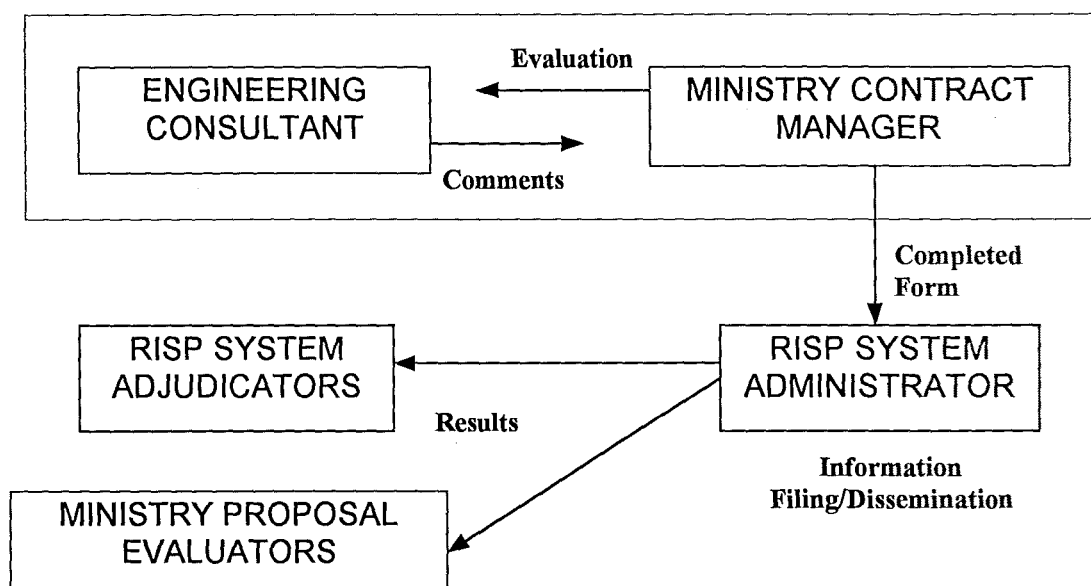 Evaluation
ENGINEERING
CONSULTANT
MINISTRY CONTRACT
MANAGER
Comments
Completed
Form
RISP SYSTEM
ADJUDICATORS
RISP SYSTEM
ADMINISTRATOR
Results
Information
Filing/Dissemination
MINISTRY PROPOSAL
EVALUATORS